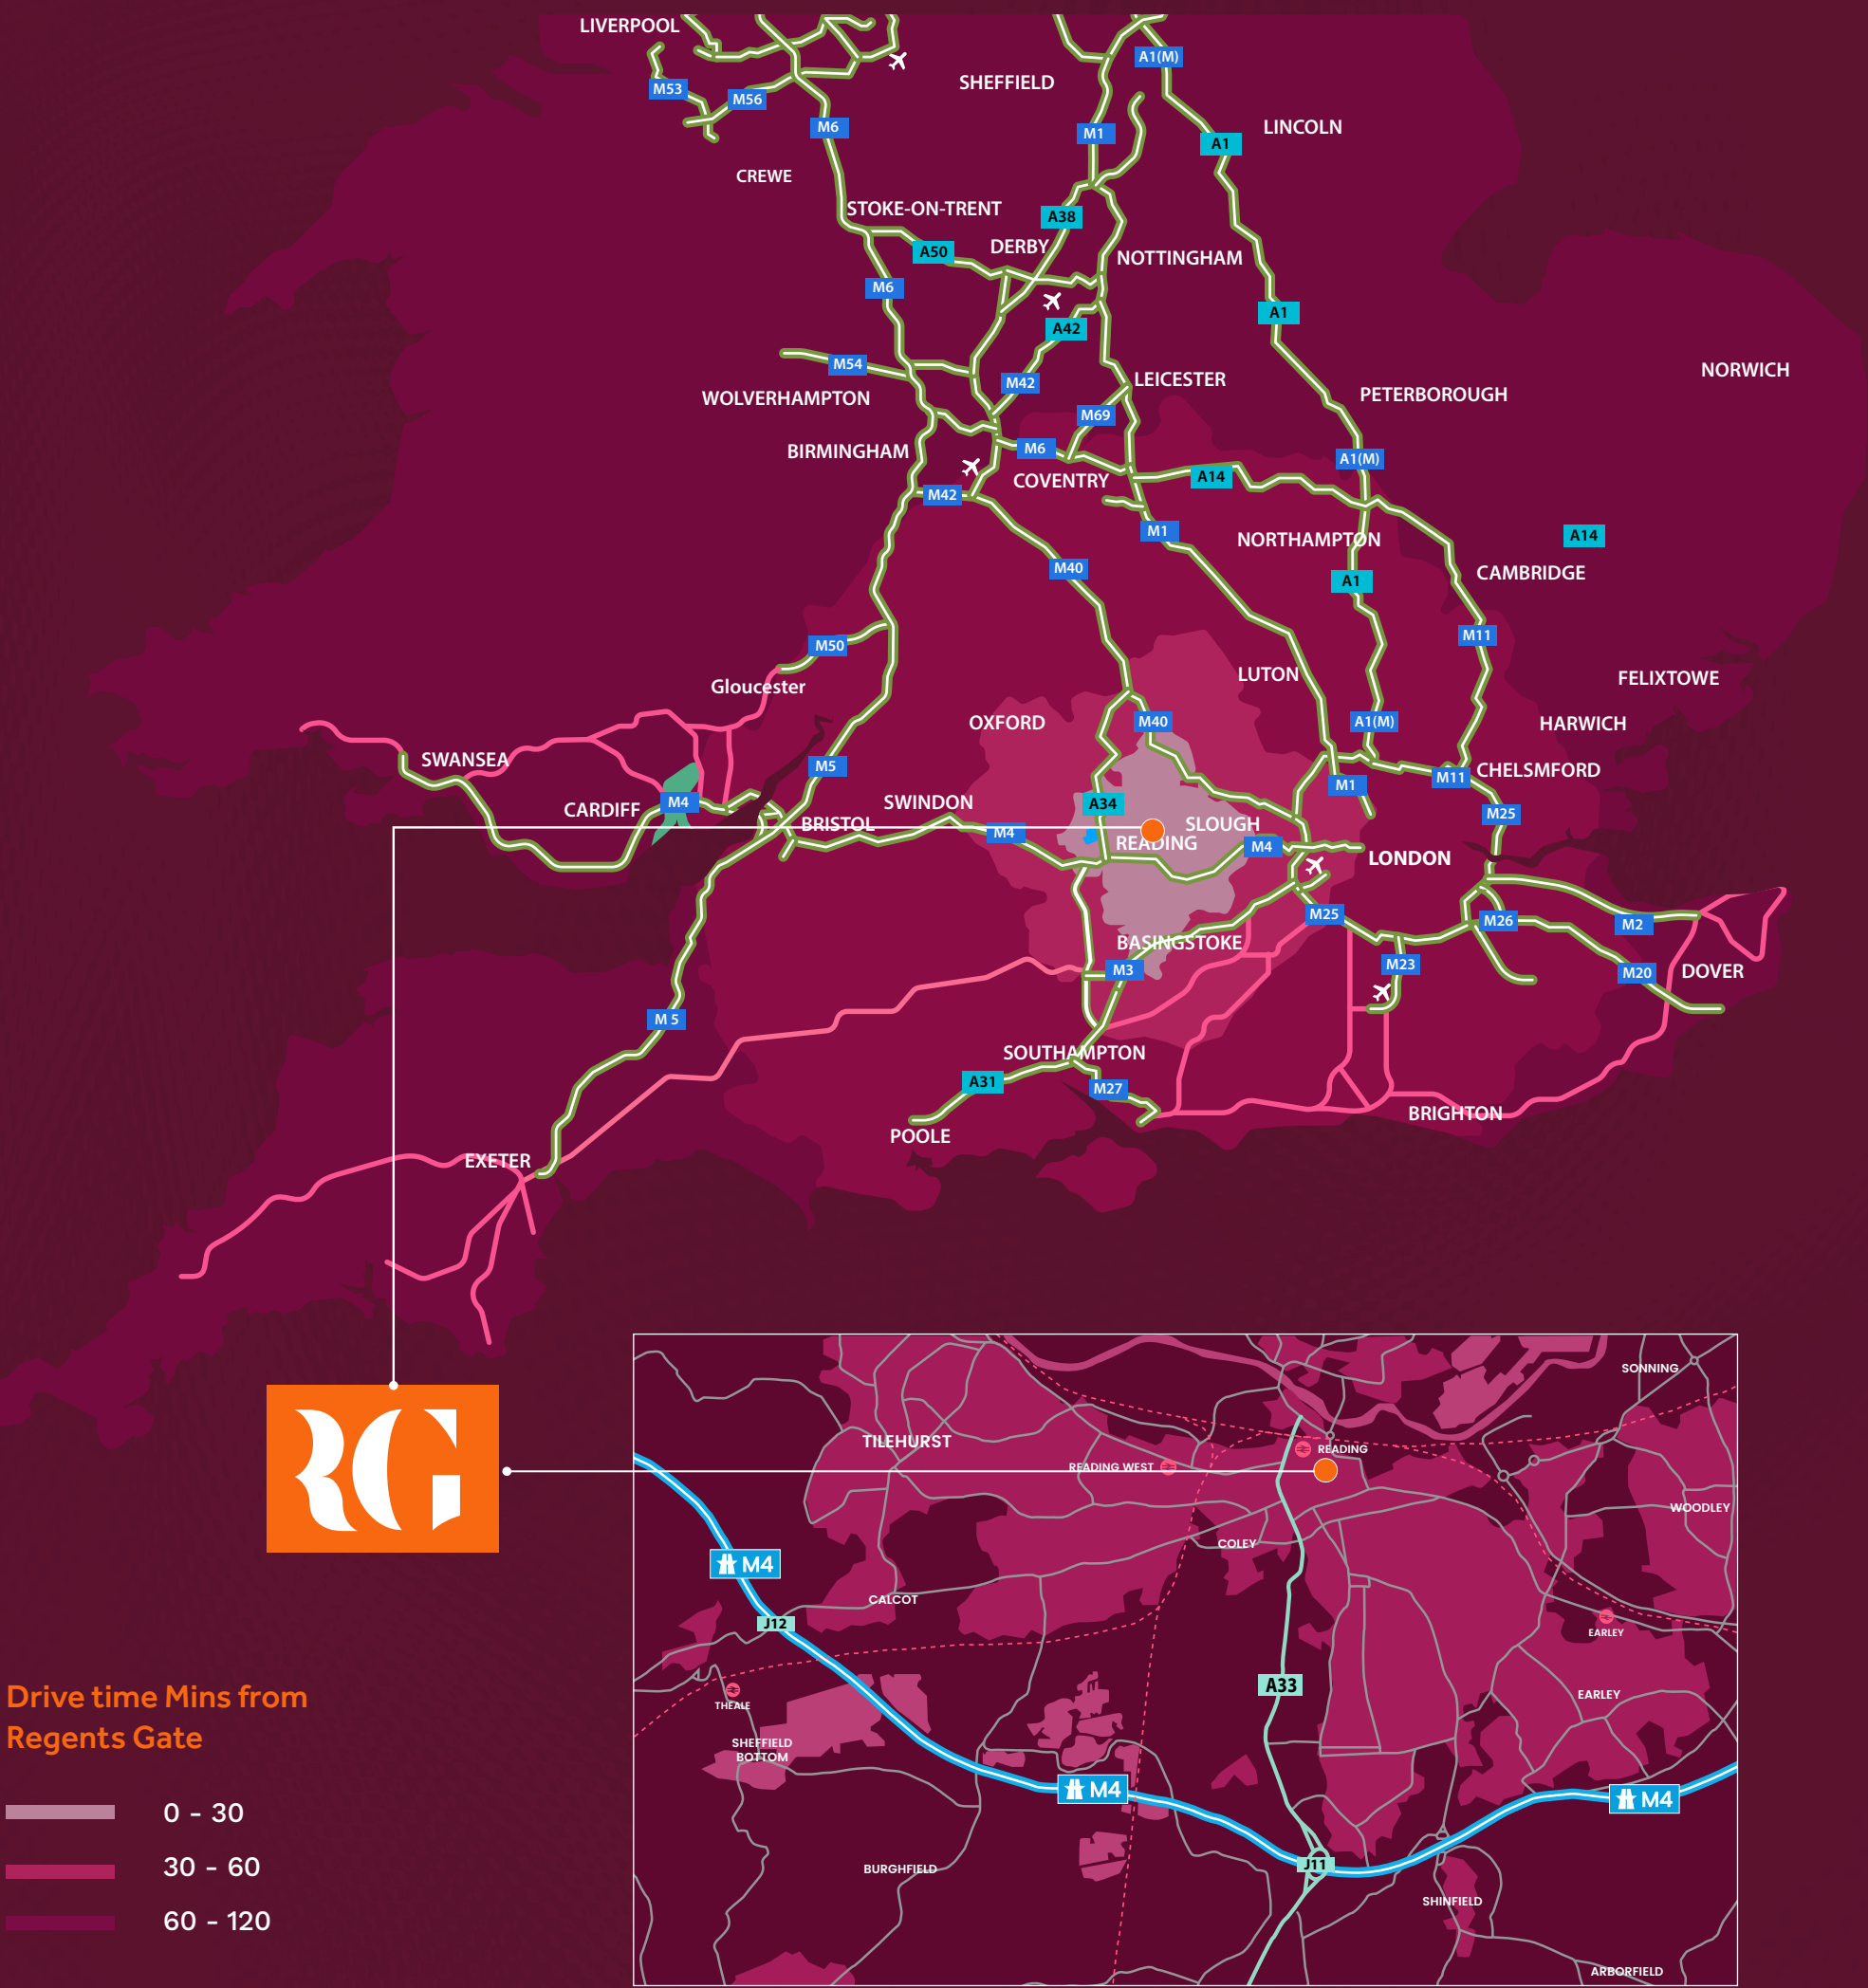 LIVERPOOL
A1(M)
SHEFFIELD
M53
M56
M6
M1
LINCOLN
A1
CREWE
STOKE-ON-TRENT
A38
A50
DERBY
NOTTINGHAM
M6
A1
A42
M54
M42
LEICESTER
NORWICH
WOLVERHAMPTON
PETERBOROUGH
M69
BIRMINGHAM
M6
A1(M)
COVENTRY
A14
M42
M1
NORTHAMPTON
A14
M40
CAMBRIDGE
A1
M50
M11
Gloucester
LUTON
FELIXTOWE
OXFORD
M40
A1(M)
HARWICH
SWANSEA
M5
M11
CHELSMFORD
M1
CARDIFF
M4
SWINDON
A34
M25
BRISTOL
M4
SLOUGH
READING
M4
LONDON
M25
M26
M2
BASINGSTOKE
M3
M23
M20
DOVER
M 5
SOUTHAMPTON
A31
M27
POOLE
BRIGHTON
EXETER
RG
SONNING
TILEHURST
READING
READING WEST
WOODLEY
COLEY
M4
CALCOT
J12
EARLEY
A33
THEALE
EARLEY
SHEFFIELD
BOTTOM
M4
M4
J11
BURGHFIELD
SHINFIELD
ARBORFIELD
Drive time Mins from
Regents Gate
0 - 30
30 - 60
60 - 120